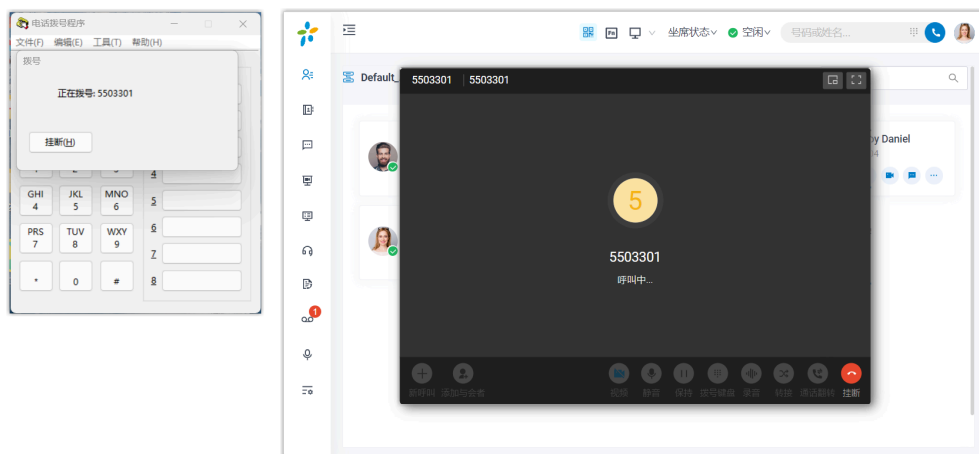 电话拨号程序
文件(F) 编辑(E) 工具(T) 帮助(H)
拨号
正在拨号: 5503301
挂断(H)
4
GHI
4
JKL
5
MNO
6
5
PRS
7
TUV
8
WXY
9
6
7
*
0
#
8
坐席状态
空闲
号码或姓名...
Default_
5503301 5503301
by Daniel
5
5503301
呼叫中...
1
新呼叫
添加与会者
视频
静音
保持
拨号键盘
录音
转接
通话翻转
挂断